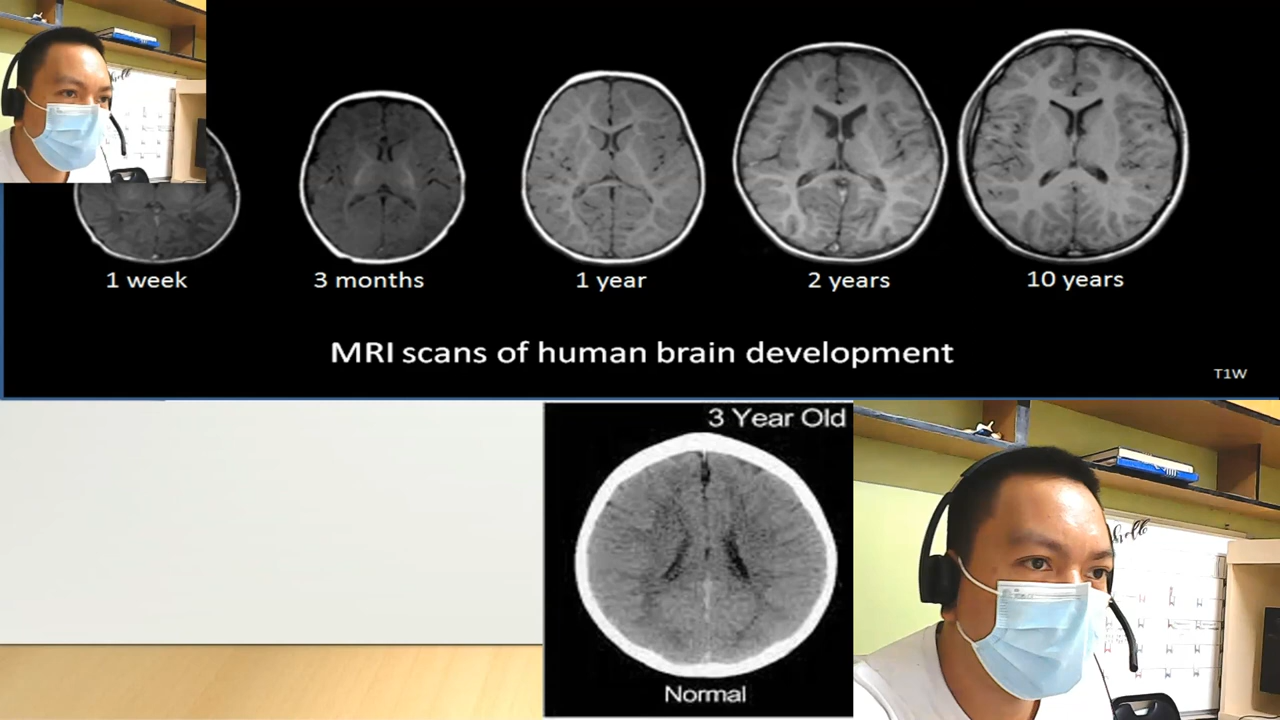 1 week
3 months
1 year
2 years
10 years
MRI scans of human brain development
T1W
3 Year Old
Normal